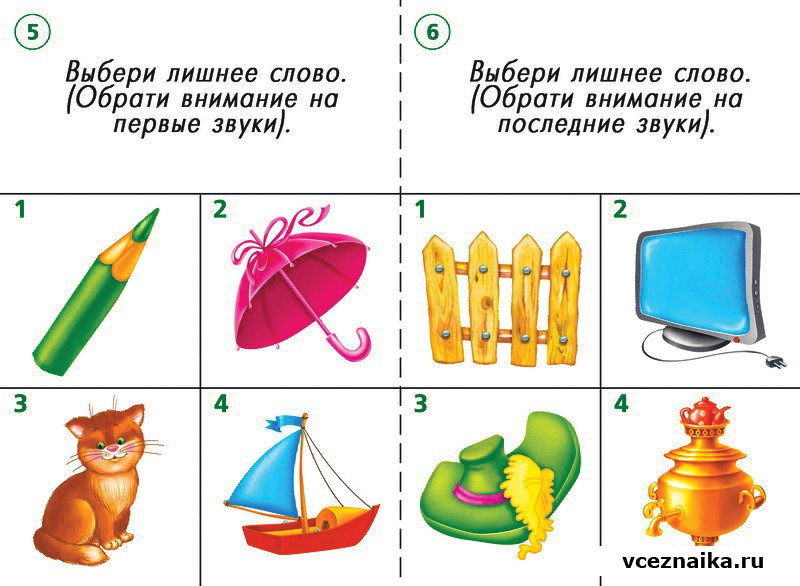 5
Выбери лишнее слово.
(Обрати внимание на
первые звуки).
1
2
3
4
6
Выбери лишнее слово.
(Обрати внимание на
последние звуки).
1
2
3
4
vceznaika.ru